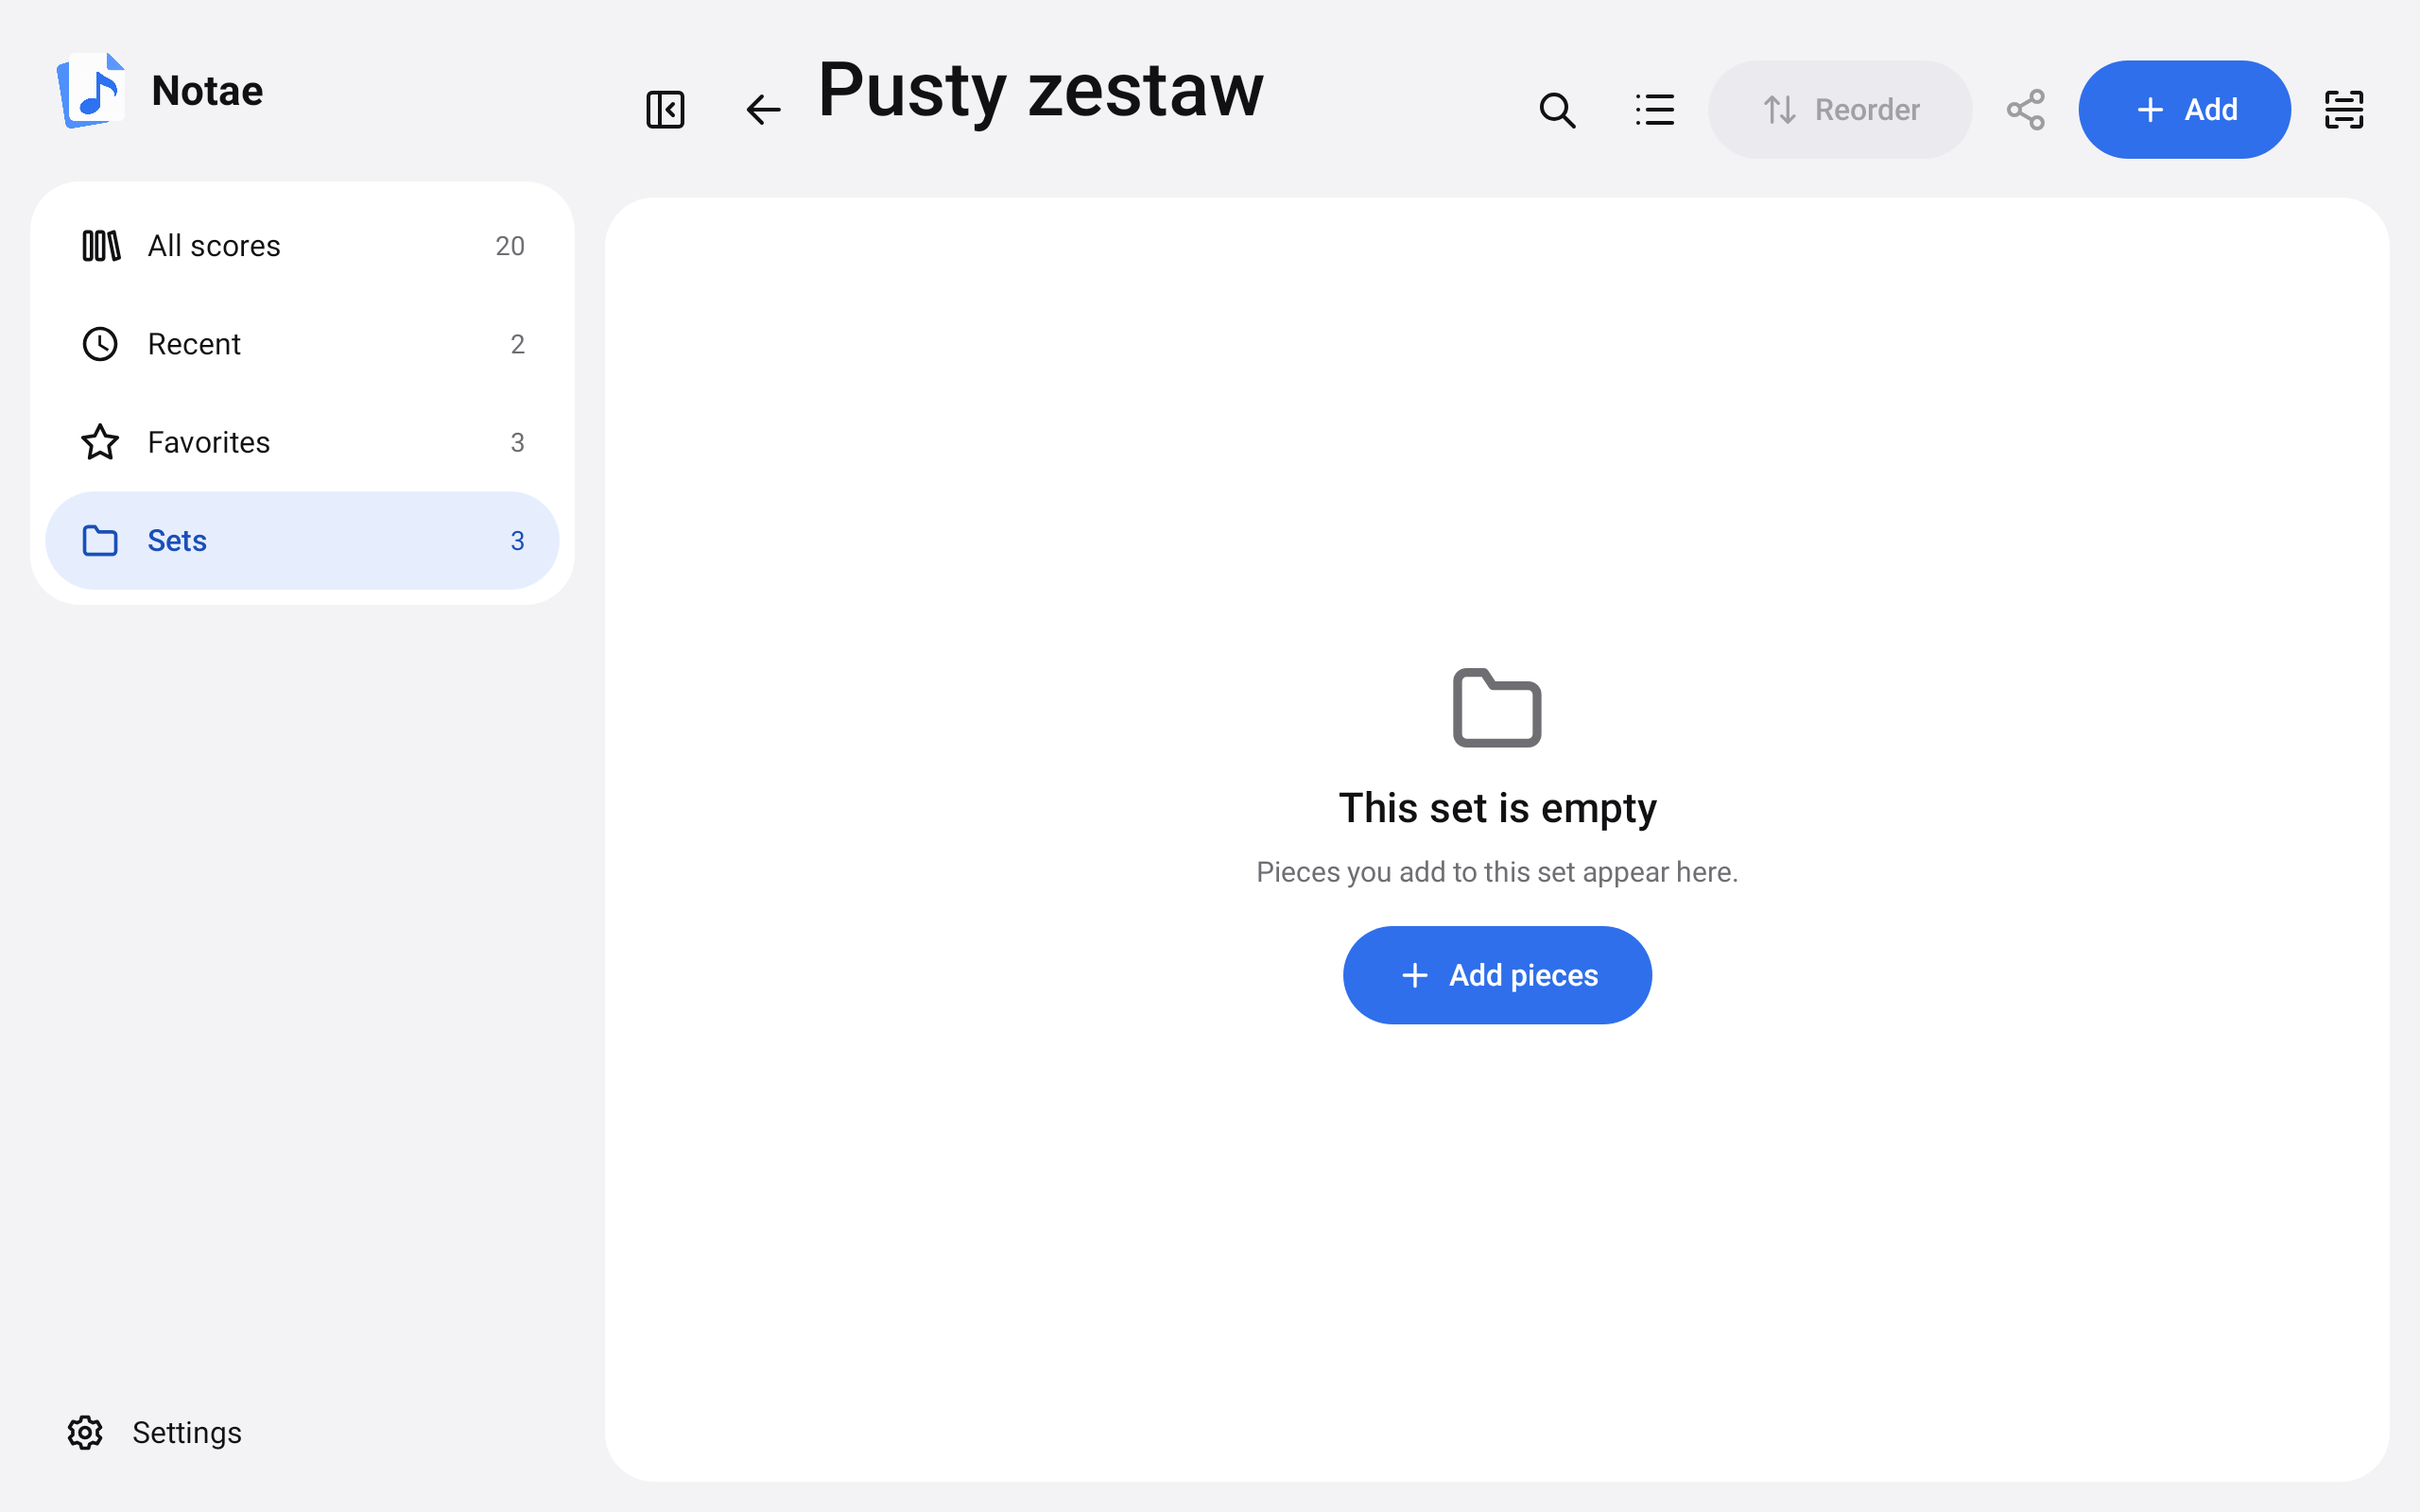 Notae
Pusty zestaw
Reorder
Add
All scores 20
Recent 2
Favorites 3
Sets 3
This set is empty
Pieces you add to this set appear here.
Add pieces
Settings